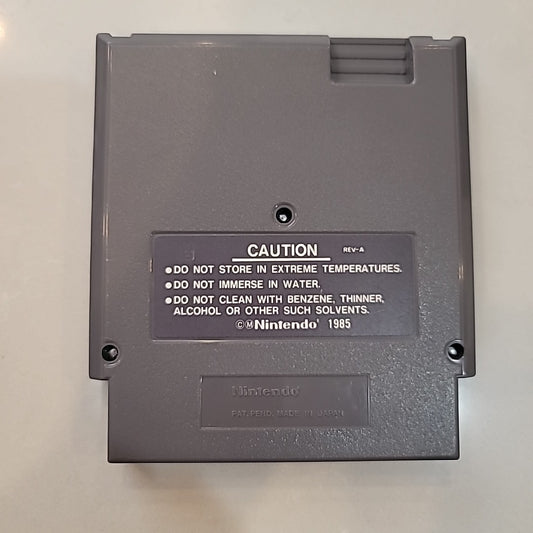 CAUTION REV-A
●DO NOT STORE IN EXTREME TEMPERATURES.
●DO NOT IMMERSE IN WATER.
●DO NOT CLEAN WITH BENZENE, THINNER,
ALCOHOL OR OTHER SUCH SOLVENTS.
©ⓂNintendo® 1985
Nintendo®
PAT. PEND. MADE IN JAPAN